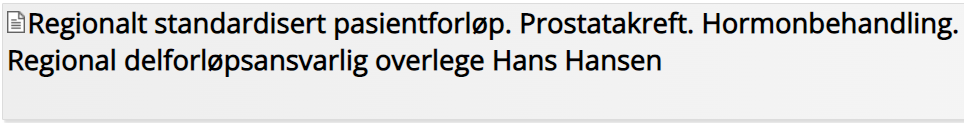 Regionalt standardisert pasientforløp. Prostatakreft. Hormonbehandling.
Regional delforløpsansvarlig overlege Hans Hansen